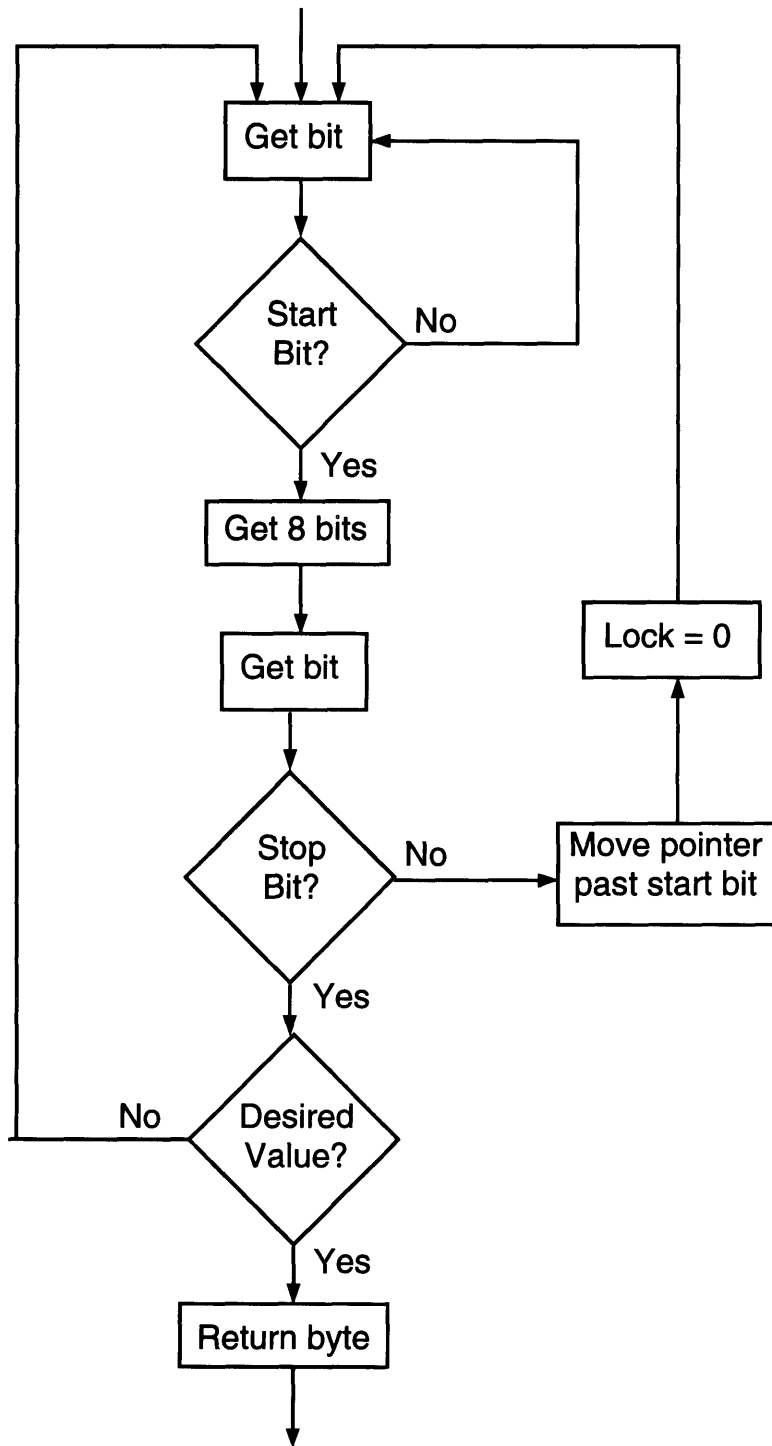 Get bit
Start
Bit?
No
Yes
Get 8 bits
Get bit
Lock = 0
Stop
Bit?
No
Move pointer
past start bit
Yes
Desired
Value?
No
Yes
Return byte